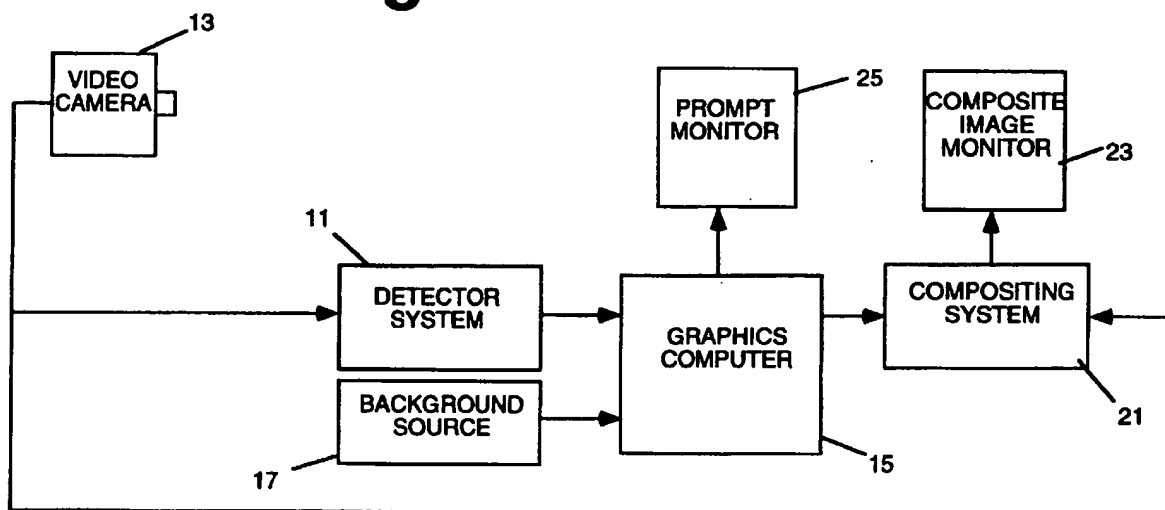 13
VIDEO
CAMERA
25
PROMPT
MONITOR
COMPOSITE
IMAGE
MONITOR
23
11
DETECTOR
SYSTEM
GRAPHICS
COMPUTER
COMPOSITING
SYSTEM
BACKGROUND
SOURCE
17
15
21